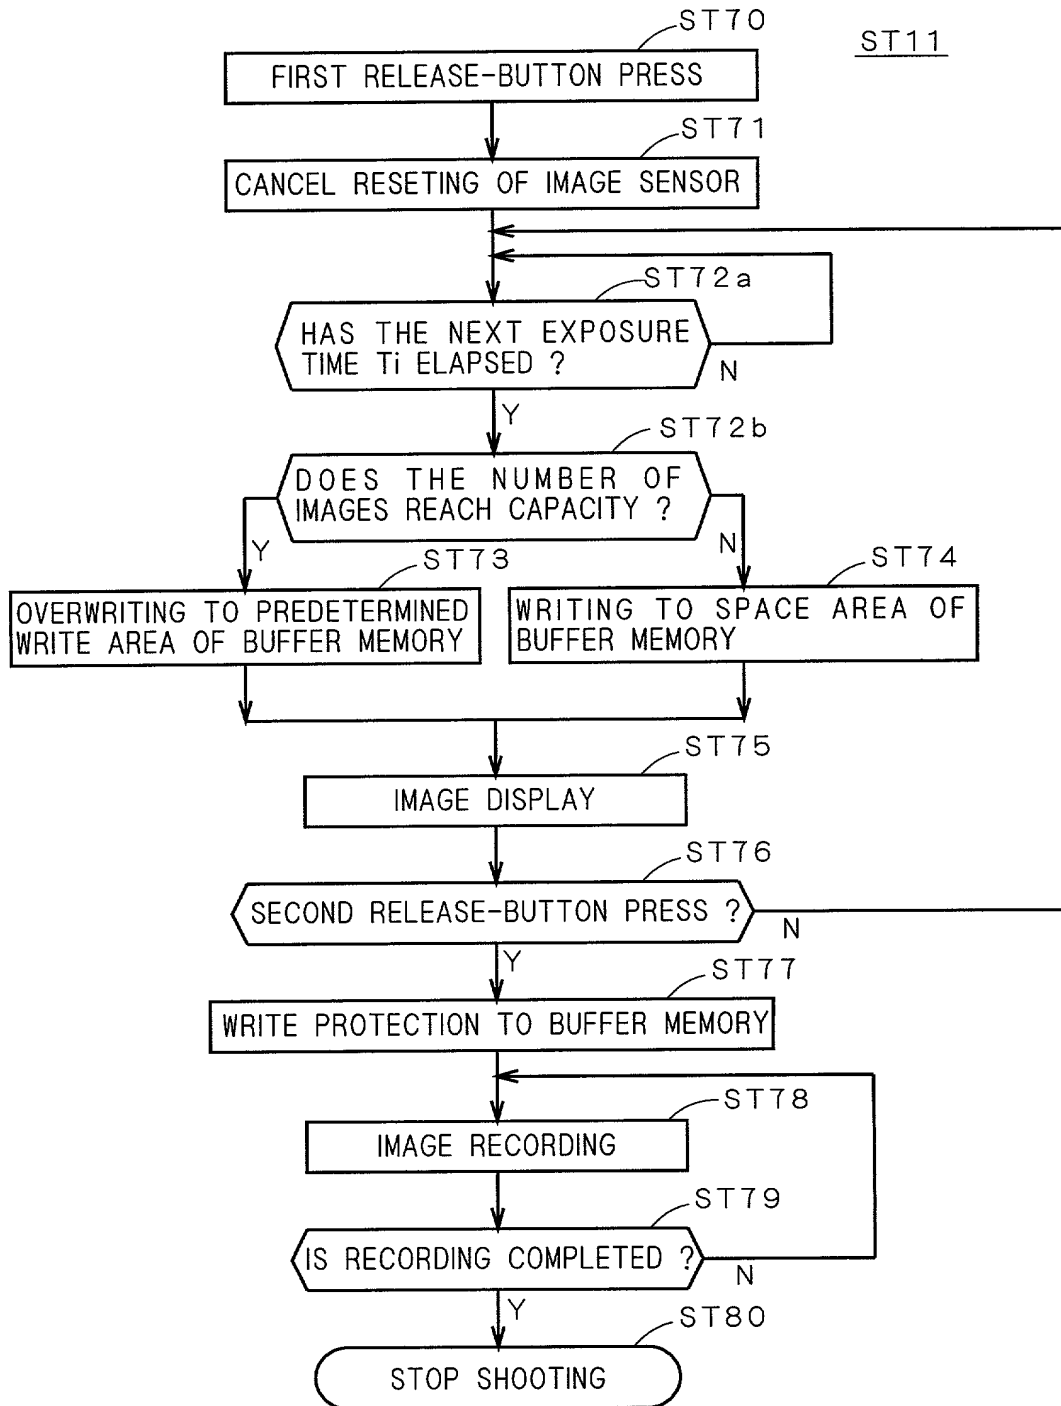 ST70
ST11
FIRST RELEASE-BUTTON PRESS
ST71
CANCEL RESETING OF IMAGE SENSOR
ST72a
HAS THE NEXT EXPOSURE
TIME Ti ELAPSED ?
N
Y
ST72b
DOES THE NUMBER OF
IMAGES REACH CAPACITY ?
Y
N
ST73
ST74
OVERWRITING TO PREDETERMINED
WRITE AREA OF BUFFER MEMORY
WRITING TO SPACE AREA OF
BUFFER MEMORY
ST75
IMAGE DISPLAY
ST76
SECOND RELEASE-BUTTON PRESS ?
N
Y
ST77
WRITE PROTECTION TO BUFFER MEMORY
ST78
IMAGE RECORDING
ST79
IS RECORDING COMPLETED ?
N
Y
ST80
STOP SHOOTING